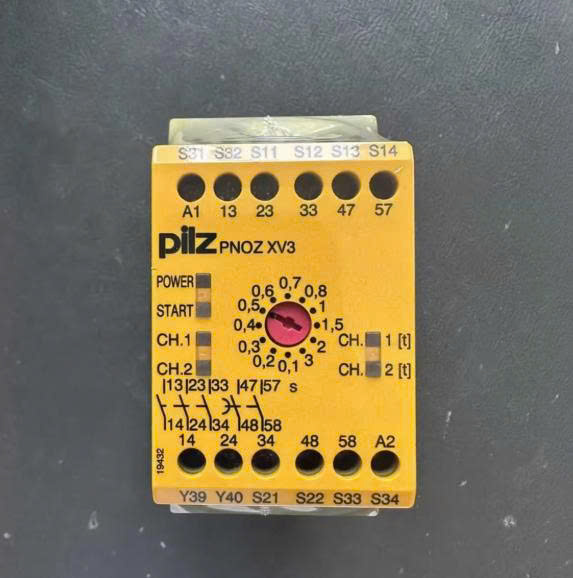 S31 S32 S11 S12 S13 S14
A1 13 23 33 47 57
pilz PNOZ XV3
POWER
START
CH.1
CH.2
0,1
0,2
0,3
0,4
0,5
0,6
0,7
0,8
1
1,5
2
3
s
CH. 1 [t]
CH. 2 [t]
13 23 33 47 57
14 24 34 48 58
14 24 34 48 58 A2
19432
Y39 Y40 S21 S22 S33 S34